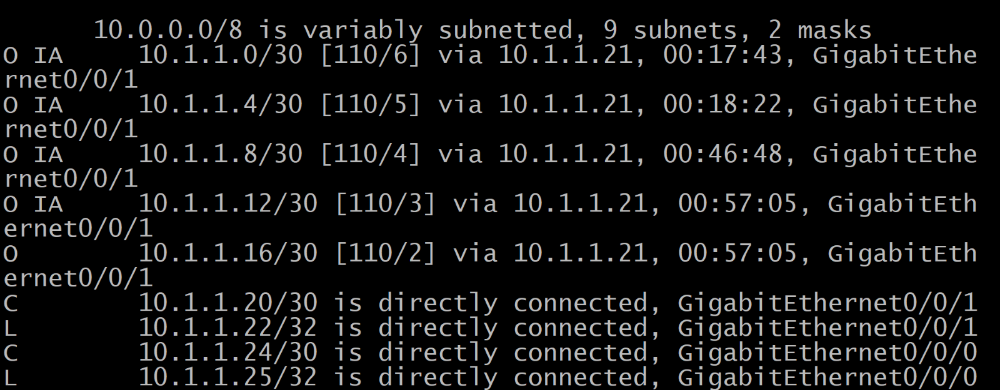 10.0.0.0/8 is variably subnetted, 9 subnets, 2 masks
O IA     10.1.1.0/30 [110/6] via 10.1.1.21, 00:17:43, GigabitEthe
rnet0/0/1
O IA     10.1.1.4/30 [110/5] via 10.1.1.21, 00:18:22, GigabitEthe
rnet0/0/1
O IA     10.1.1.8/30 [110/4] via 10.1.1.21, 00:46:48, GigabitEthe
rnet0/0/1
O IA     10.1.1.12/30 [110/3] via 10.1.1.21, 00:57:05, GigabitEth
ernet0/0/1
O        10.1.1.16/30 [110/2] via 10.1.1.21, 00:57:05, GigabitEth
ernet0/0/1
C        10.1.1.20/30 is directly connected, GigabitEthernet0/0/1
L        10.1.1.22/32 is directly connected, GigabitEthernet0/0/1
C        10.1.1.24/30 is directly connected, GigabitEthernet0/0/0
L        10.1.1.25/32 is directly connected, GigabitEthernet0/0/0